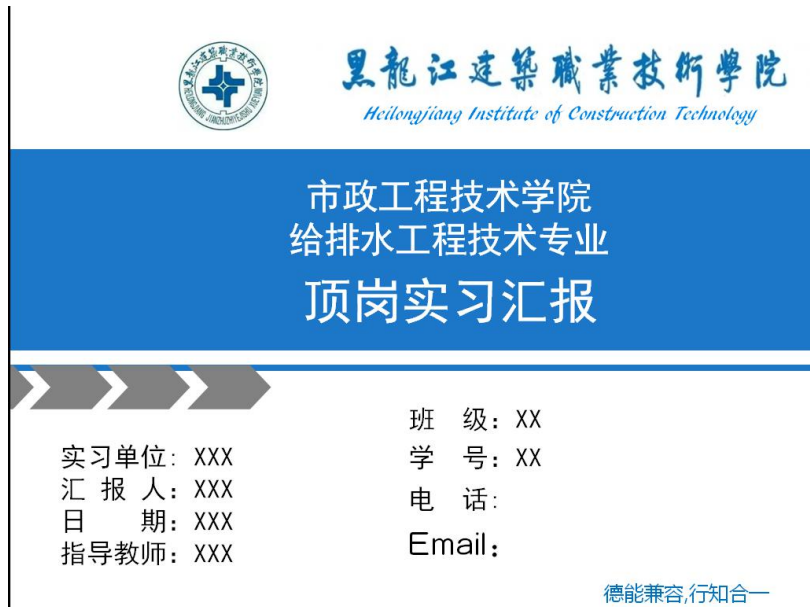 黑龍江建築職業技術學院
Heilongjiang Institute of Construction Technology
市政工程技术学院
给排水工程技术专业
顶岗实习汇报
实习单位: XXX
汇 报 人：XXX
日 期：XXX
指导教师：XXX
班 级：XX
学 号：XX
电 话:
Email：
德能兼容,行知合一